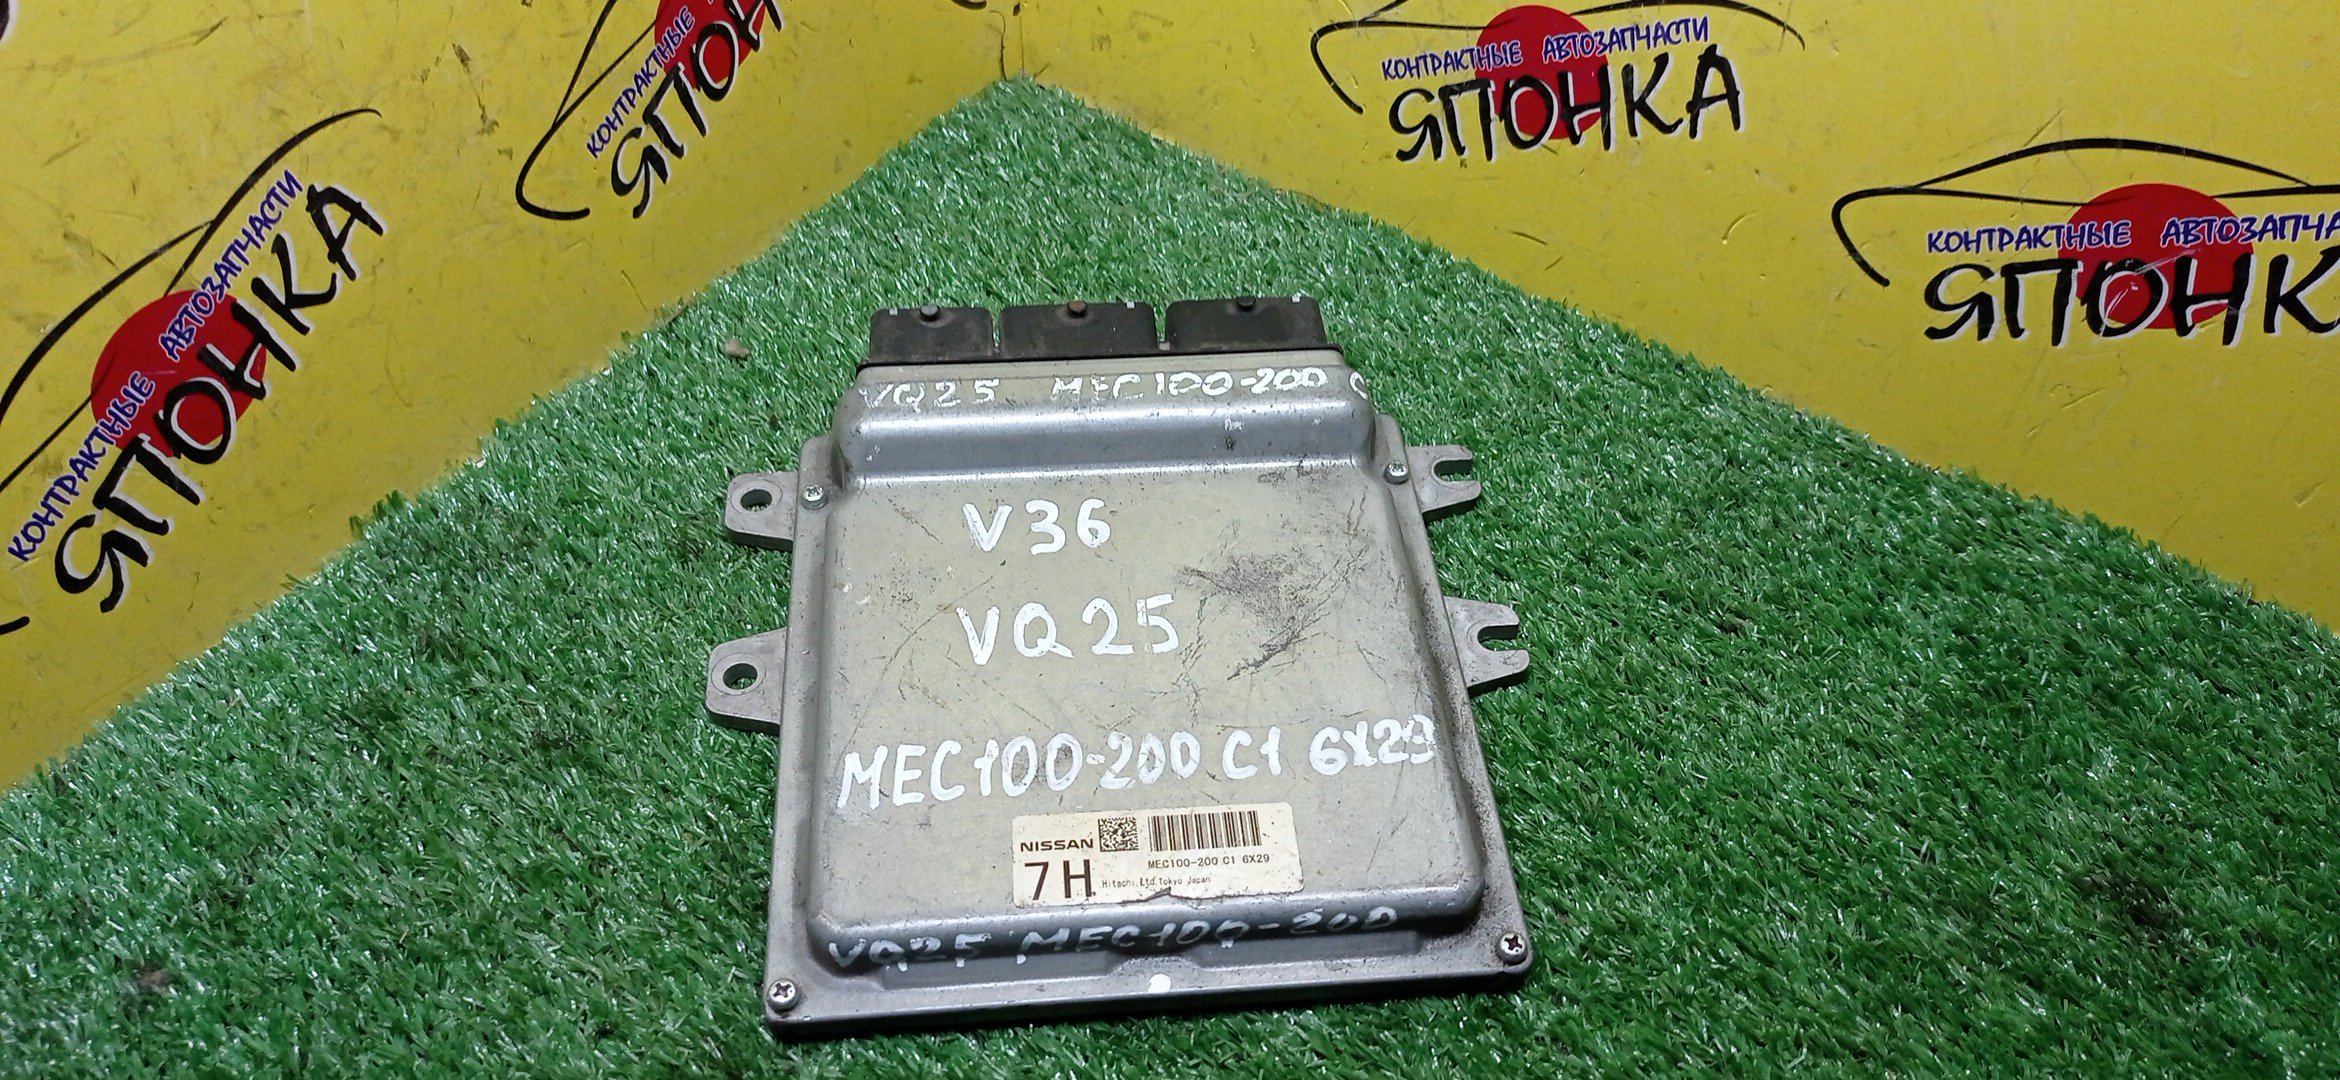 КОНТРАКТНЫЕ АВТОЗАПЧАСТИ
ЯПОНКА
КОНТРАКТНЫЕ
ЯПОНК
КОНТРАКТНЫЕ АВТОЗАПЧАСТИ
ЯПОНКА
КОНТРАКТНЫЕ АВТОЗАПЧА
ЯПОНК
VQ25 MEC100-200 C
V36
VQ25
MEC100-200 C1 6X29
NISSAN
7H
MEC100-200 C1 6X29
Hitachi, Ltd. Tokyo Japan
VQ25 MEC100-200